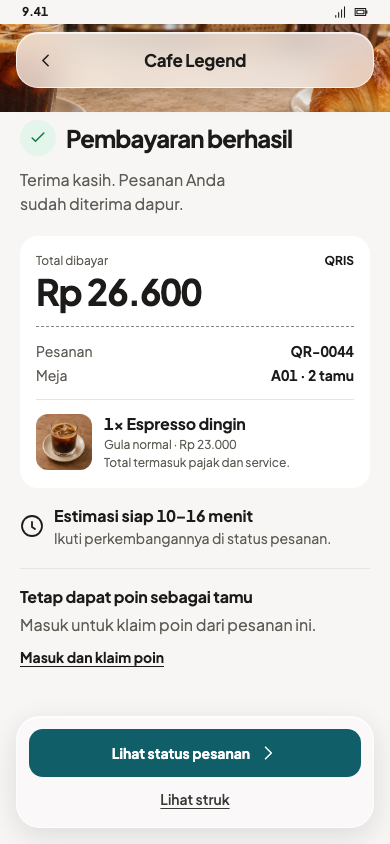 9.41
Cafe Legend
Pembayaran berhasil
Terima kasih. Pesanan Anda
sudah diterima dapur.
Total dibayar
QRIS
Rp 26.600
Pesanan
QR-0044
Meja
A01 · 2 tamu
1× Espresso dingin
Gula normal · Rp 23.000
Total termasuk pajak dan service.
Estimasi siap 10–16 menit
Ikuti perkembangannya di status pesanan.
Tetap dapat poin sebagai tamu
Masuk untuk klaim poin dari pesanan ini.
Masuk dan klaim poin
Lihat status pesanan
Lihat struk